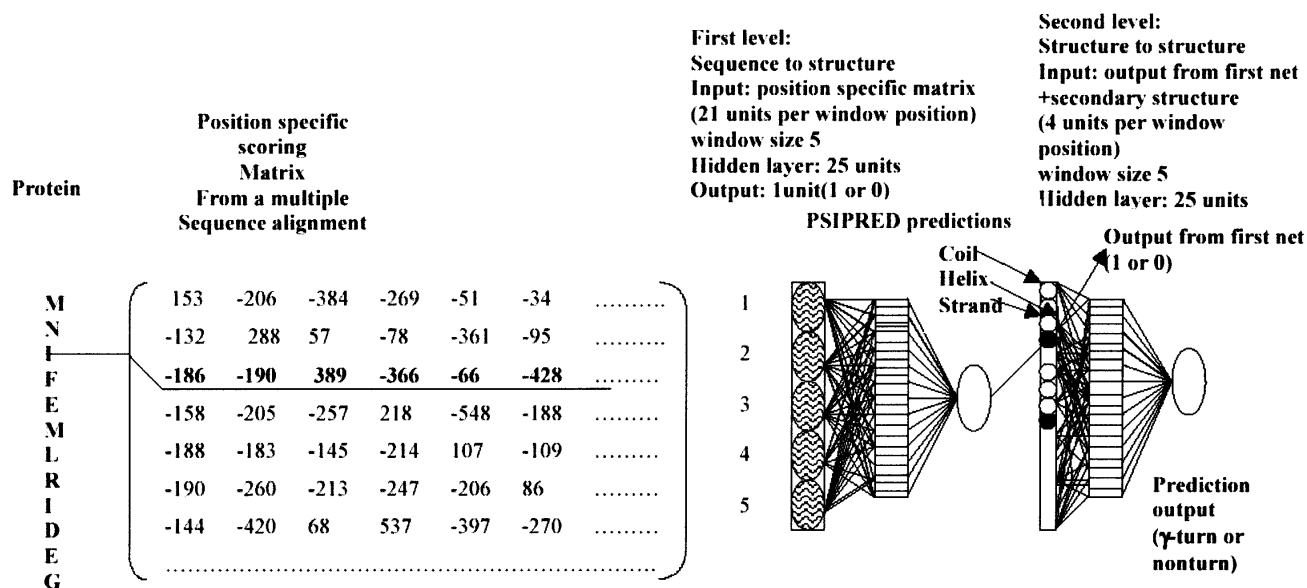 Protein
Position specific
scoring
Matrix
From a multiple
Sequence alignment
First level:
Sequence to structure
Input: position specific matrix
(21 units per window position)
window size 5
Hidden layer: 25 units
Output: 1unit(1 or 0)
Second level:
Structure to structure
Input: output from first net
+secondary structure
(4 units per window
position)
window size 5
Hidden layer: 25 units
PSIPRED predictions
Coil
Helix
Strand
Output from first net
(1 or 0)
M
N
I
F
E
M
L
R
I
D
E
G
153 -206 -384 -269 -51 -34 ..........
-132 288 57 -78 -361 -95 .........
-186 -190 389 -366 -66 -428 .........
-158 -205 -257 218 -548 -188 .........
-188 -183 -145 -214 107 -109 .........
-190 -260 -213 -247 -206 86 .........
-144 -420 68 537 -397 -270 .........
1
2
3
4
5
Prediction
output
(γ-turn or
nonturn)